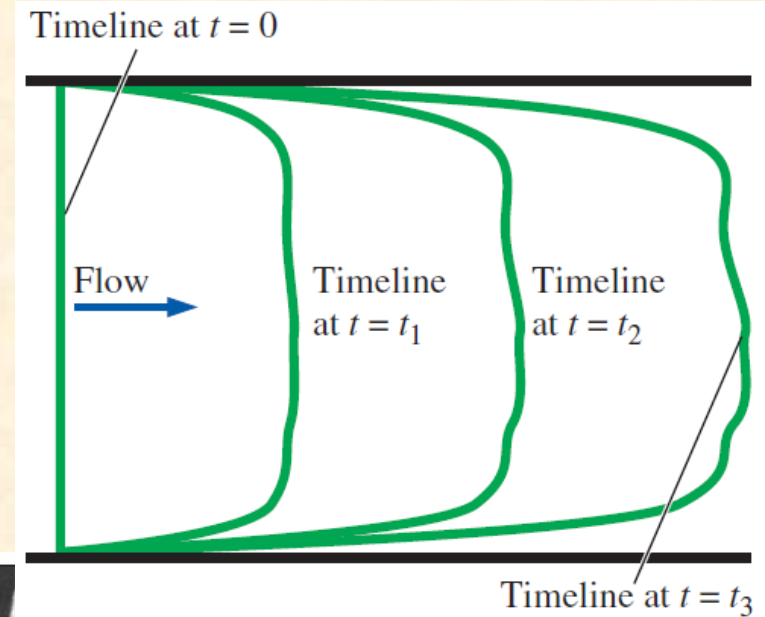 Timeline at t = 0
Flow
Timeline
at t = t₁
Timeline
at t = t₂
Timeline at t = t₃